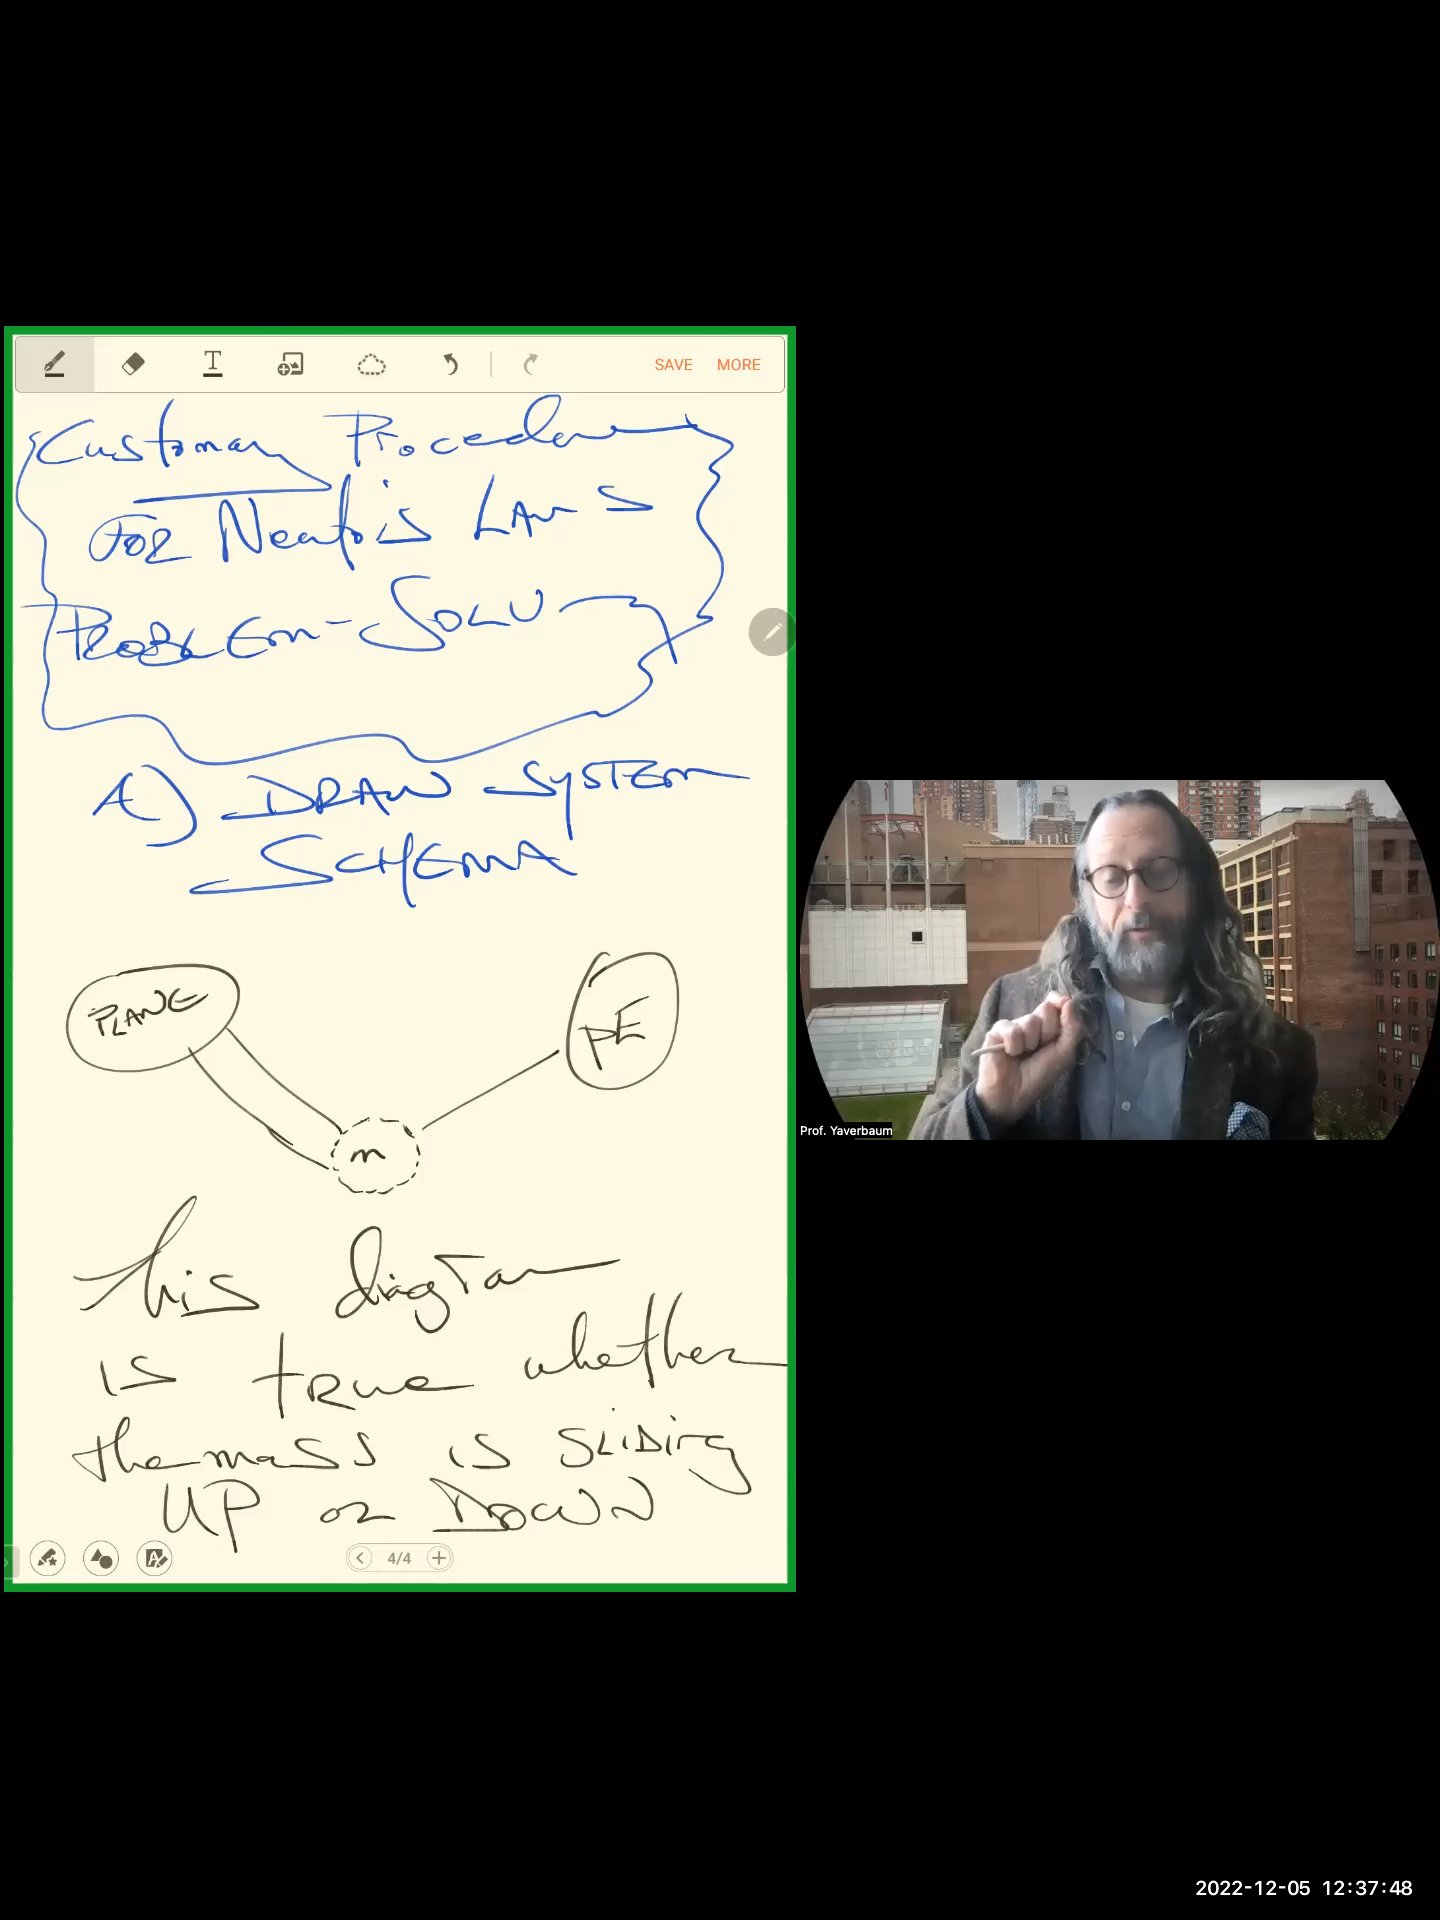 T
SAVE
MORE
Customary Procedure
FOR Newton's LAWS
PROBLEM-SOLV
A) DRAW SYSTEM
SCHEMA
PLANE
PE
m
this diagram
is TRUE whether
the mass is SLIDING
UP or DOWN
A
4/4
Prof. Yaverbaum
2022-12-05 12:37:48